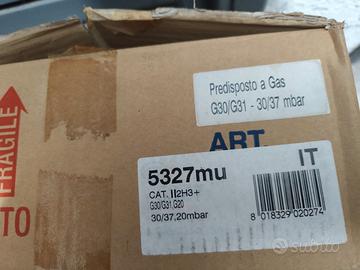 FRAGILE
TO
Predisposto a Gas
G30/G31 - 30/37 mbar
ART.
IT
5327mu
CAT. II2H3+
G30/G31,G20
30/37,20mbar
8 018329 020274
subito